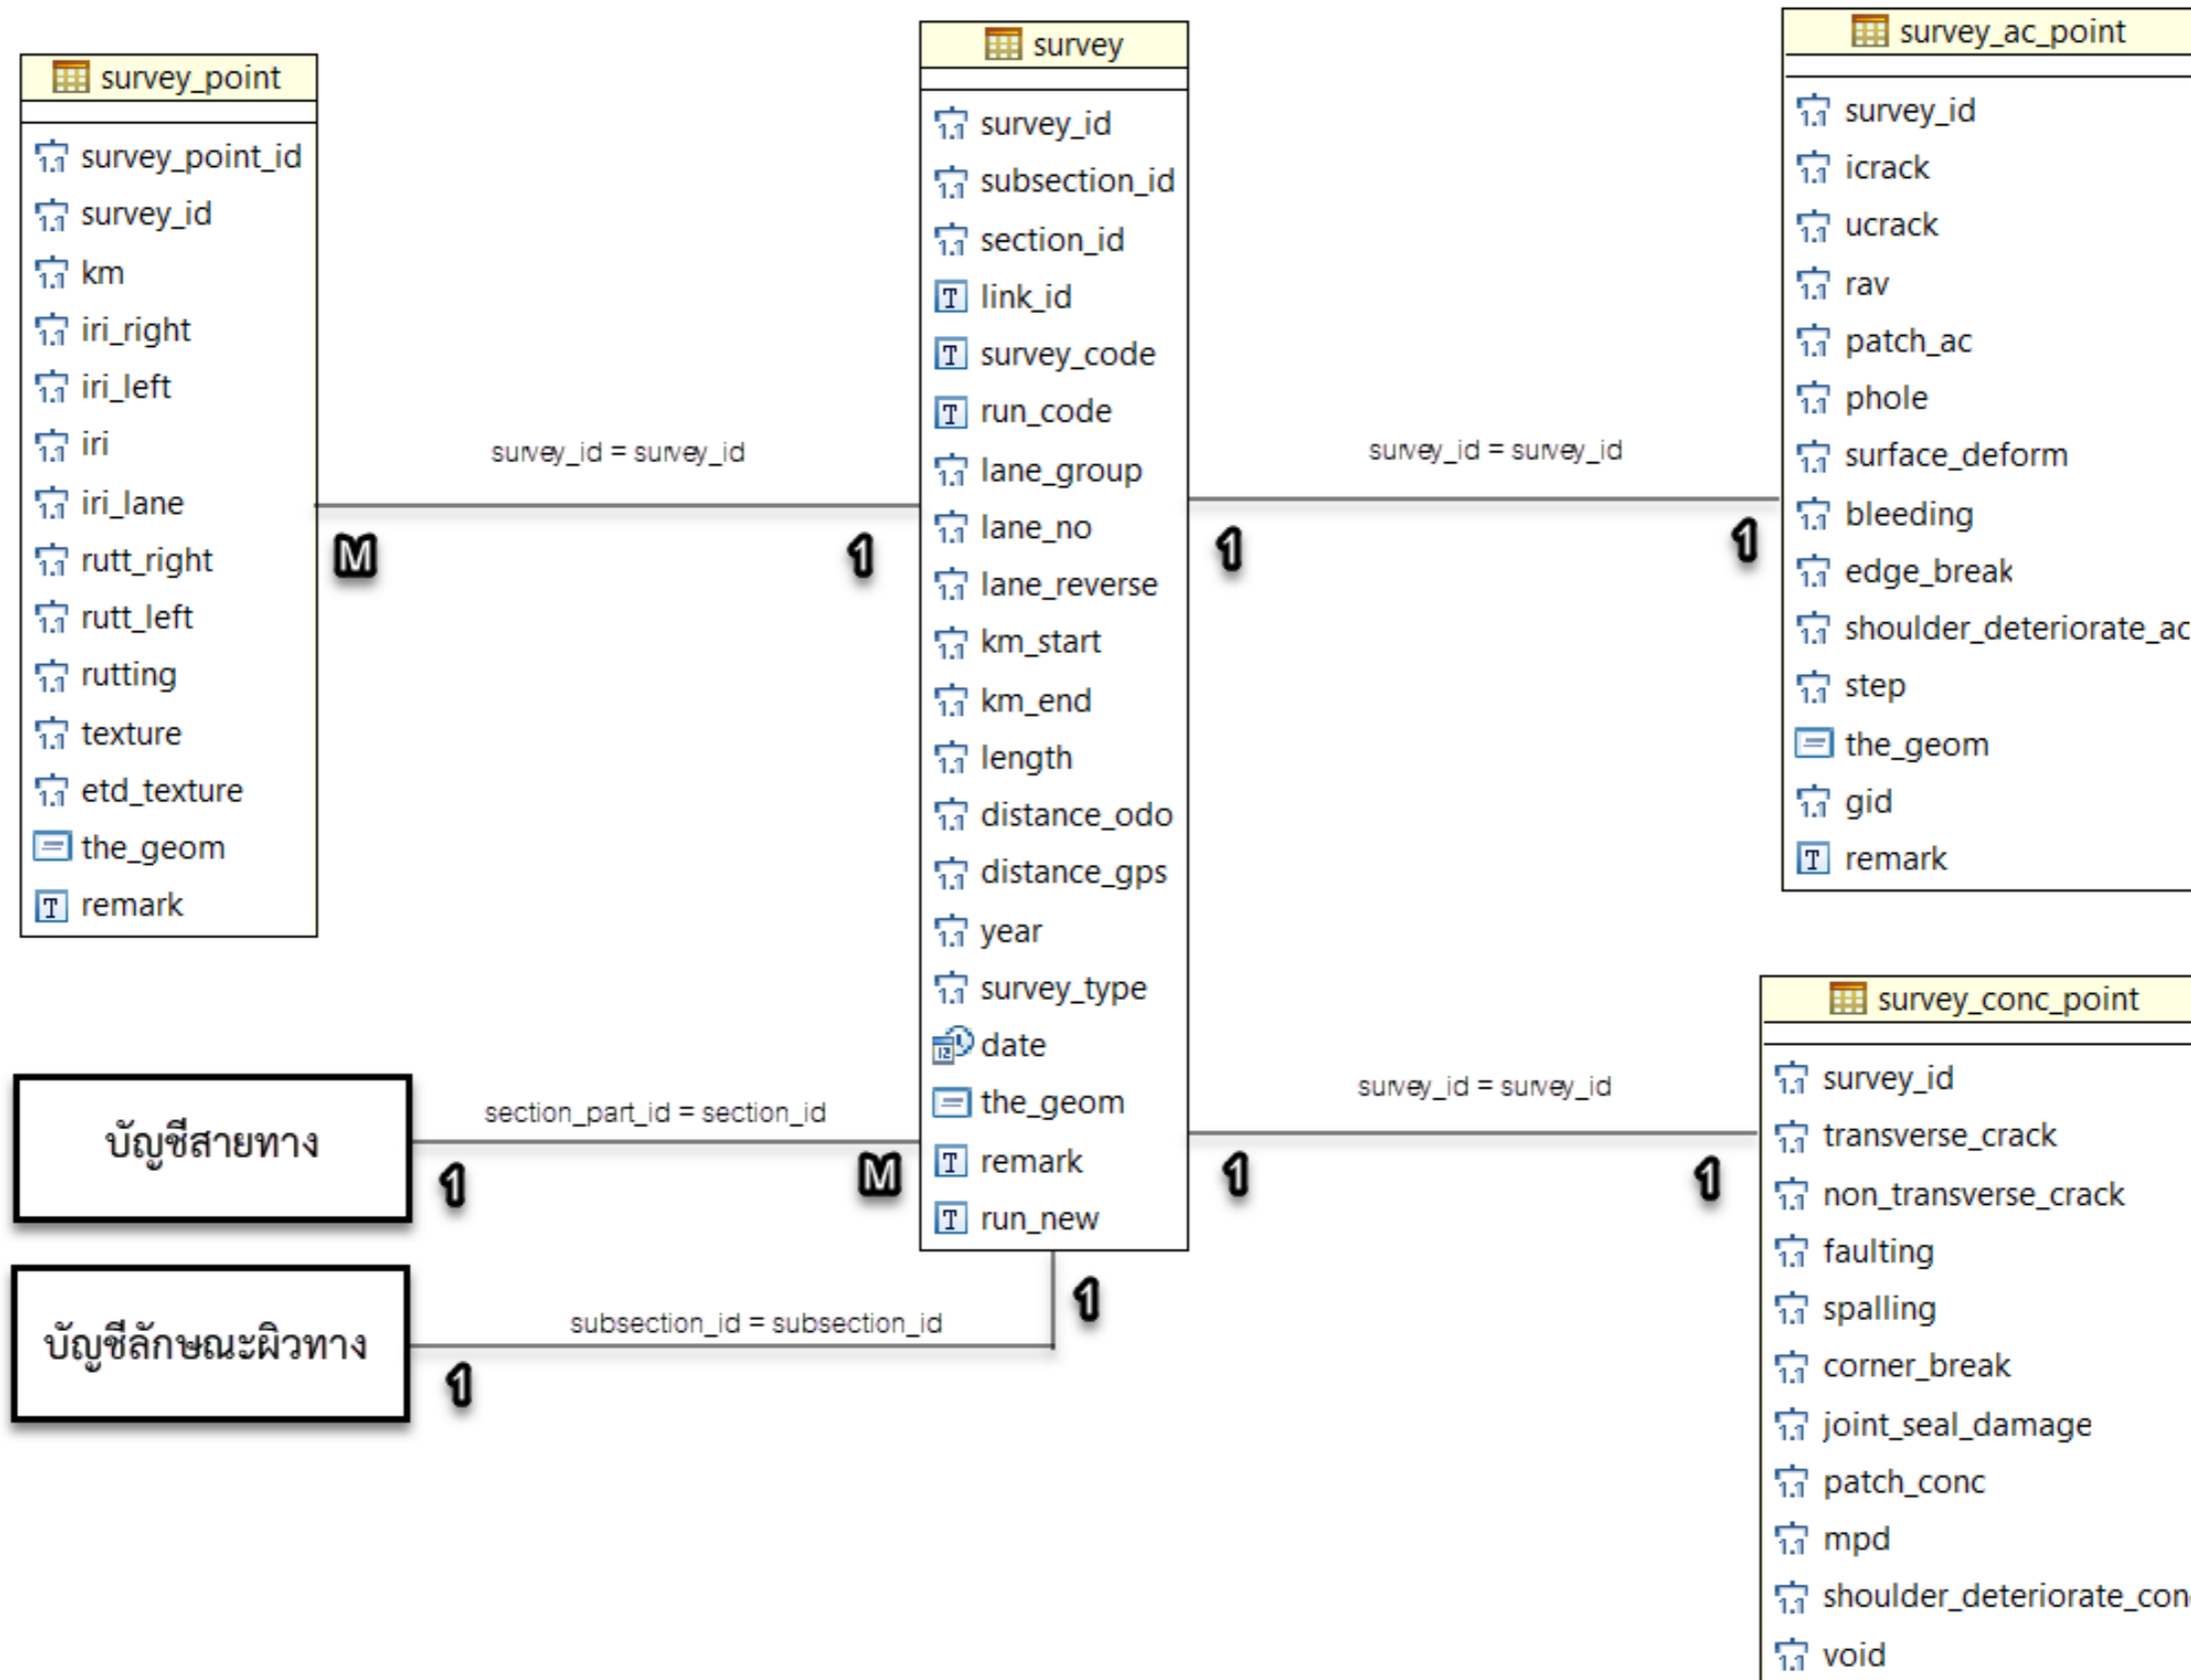 survey_point
survey_point_id
survey_id
km
iri_right
iri_left
iri
iri_lane
rutt_right
rutt_left
rutting
texture
etd_texture
the_geom
remark
survey_id = survey_id
M
1
survey
survey_id
subsection_id
section_id
link_id
survey_code
run_code
lane_group
lane_no
lane_reverse
km_start
km_end
length
distance_odo
distance_gps
year
survey_type
date
the_geom
remark
run_new
survey_id = survey_id
1
1
survey_ac_point
survey_id
icrack
ucrack
rav
patch_ac
phole
surface_deform
bleeding
edge_break
shoulder_deteriorate_ac
step
the_geom
gid
remark
บัญชีสายทาง
section_part_id = section_id
1
M
บัญชีลักษณะผิวทาง
subsection_id = subsection_id
1
1
survey_id = survey_id
1
1
survey_conc_point
survey_id
transverse_crack
non_transverse_crack
faulting
spalling
corner_break
joint_seal_damage
patch_conc
mpd
shoulder_deteriorate_con
void